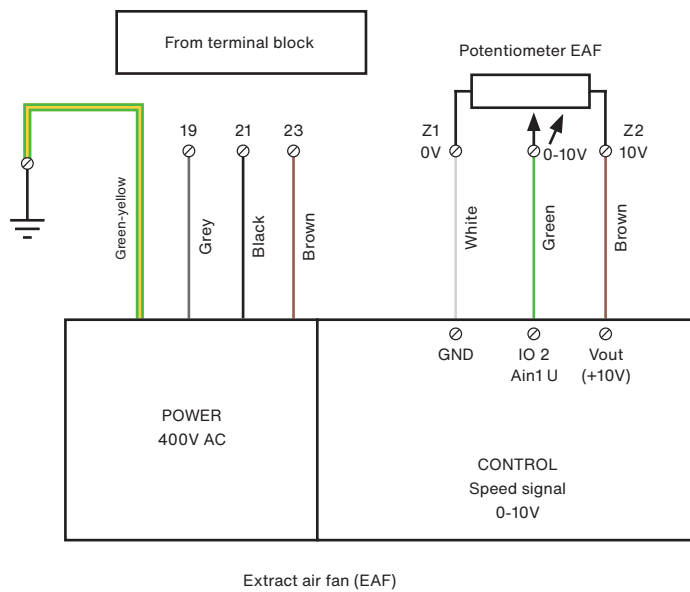 From terminal block
Potentiometer EAF
19
21
23
Z1
0V
0-10V
Z2
10V
Green-yellow
Grey
Black
Brown
White
Green
Brown
GND
IO 2
Ain1 U
Vout
(+10V)
POWER
400V AC
CONTROL
Speed signal
0-10V
Extract air fan (EAF)